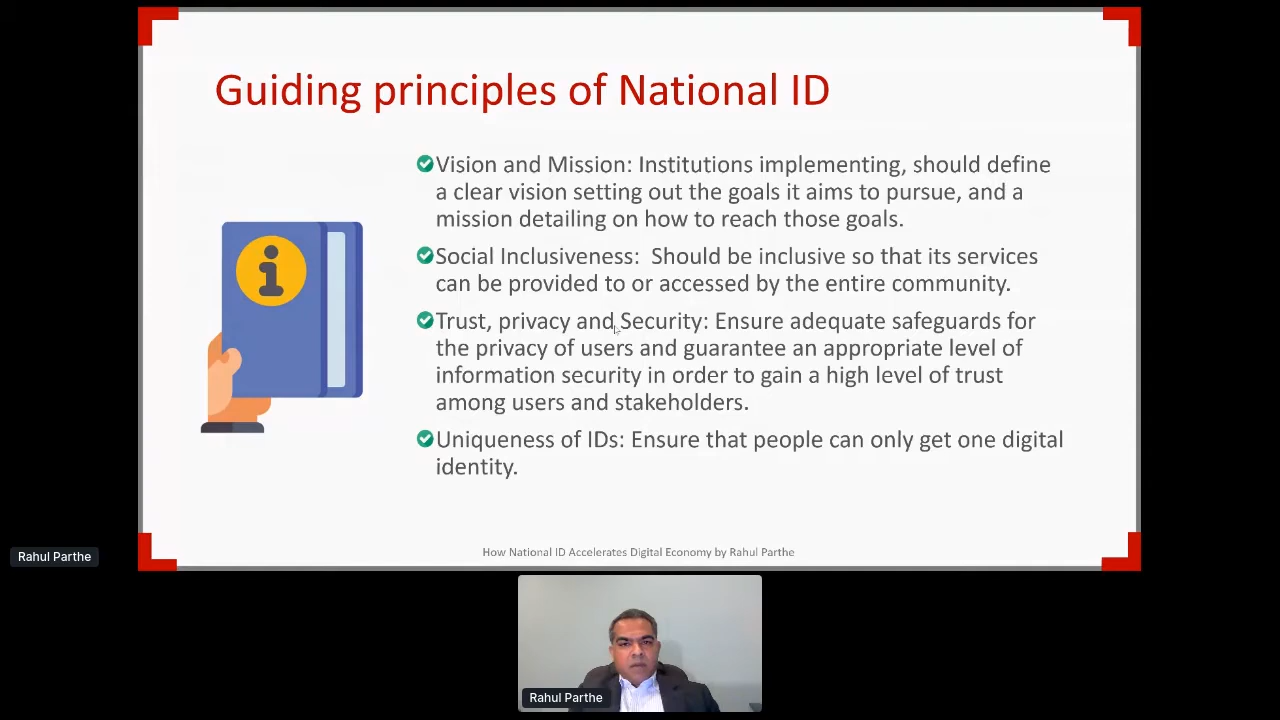 Guiding principles of National ID
Vision and Mission: Institutions implementing, should define
a clear vision setting out the goals it aims to pursue, and a
mission detailing on how to reach those goals.
Social Inclusiveness:  Should be inclusive so that its services
can be provided to or accessed by the entire community.
Trust, privacy and Security: Ensure adequate safeguards for
the privacy of users and guarantee an appropriate level of
information security in order to gain a high level of trust
among users and stakeholders.
Uniqueness of IDs: Ensure that people can only get one digital
identity.
How National ID Accelerates Digital Economy by Rahul Parthe
Rahul Parthe
Rahul Parthe